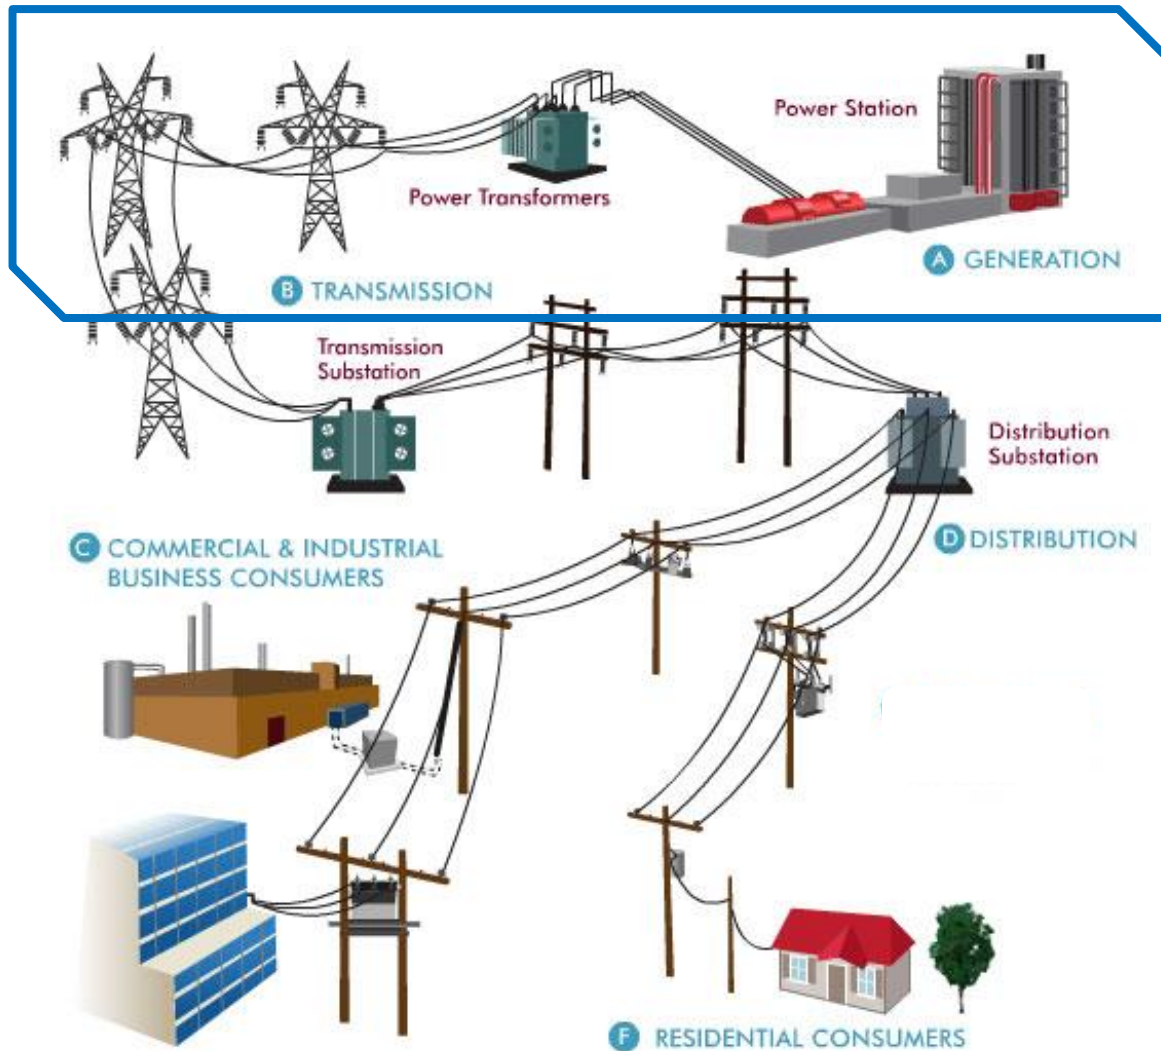 Power Station
Power Transformers
A GENERATION
B TRANSMISSION
Transmission
Substation
Distribution
Substation
C COMMERCIAL & INDUSTRIAL
BUSINESS CONSUMERS
D DISTRIBUTION
F RESIDENTIAL CONSUMERS